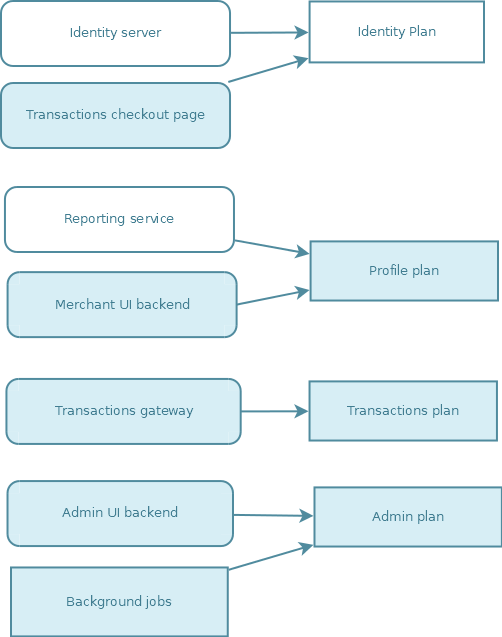 Identity server
Identity Plan
Transactions checkout page
Reporting service
Profile plan
Merchant UI backend
Transactions gateway
Transactions plan
Admin UI backend
Admin plan
Background jobs